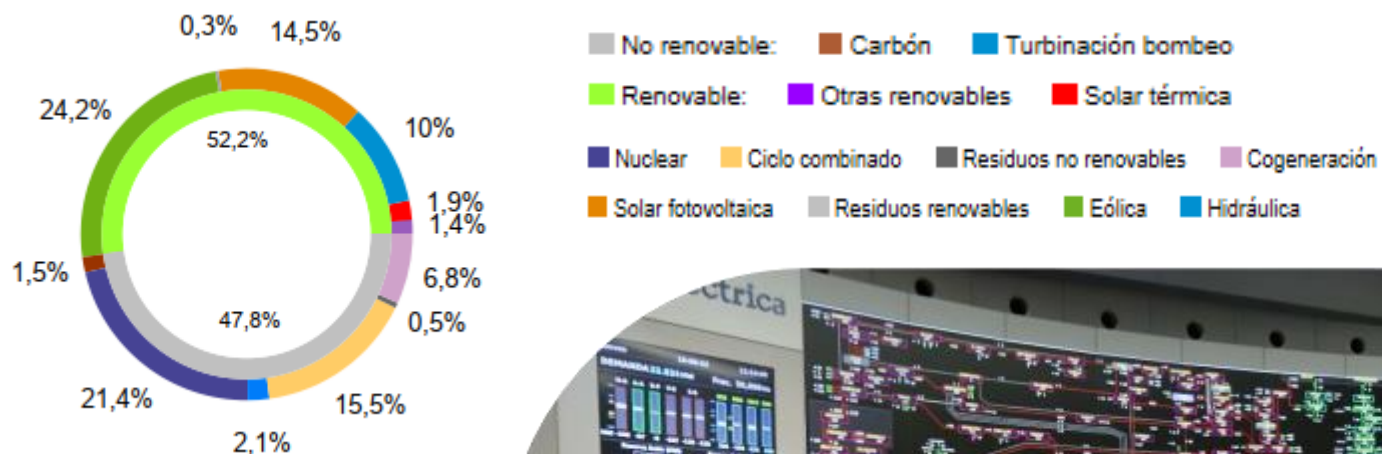 0,3%
14,5%
24,2%
52,2%
10%
1,9%
1,4%
1,5%
6,8%
47,8%
0,5%
21,4%
15,5%
2,1%
No renovable: Carbón Turbinación bombeo
Renovable: Otras renovables Solar térmica
Nuclear Ciclo combinado Residuos no renovables Cogeneración
Solar fotovoltaica Residuos renovables Eólica Hidráulica
DEMANDA